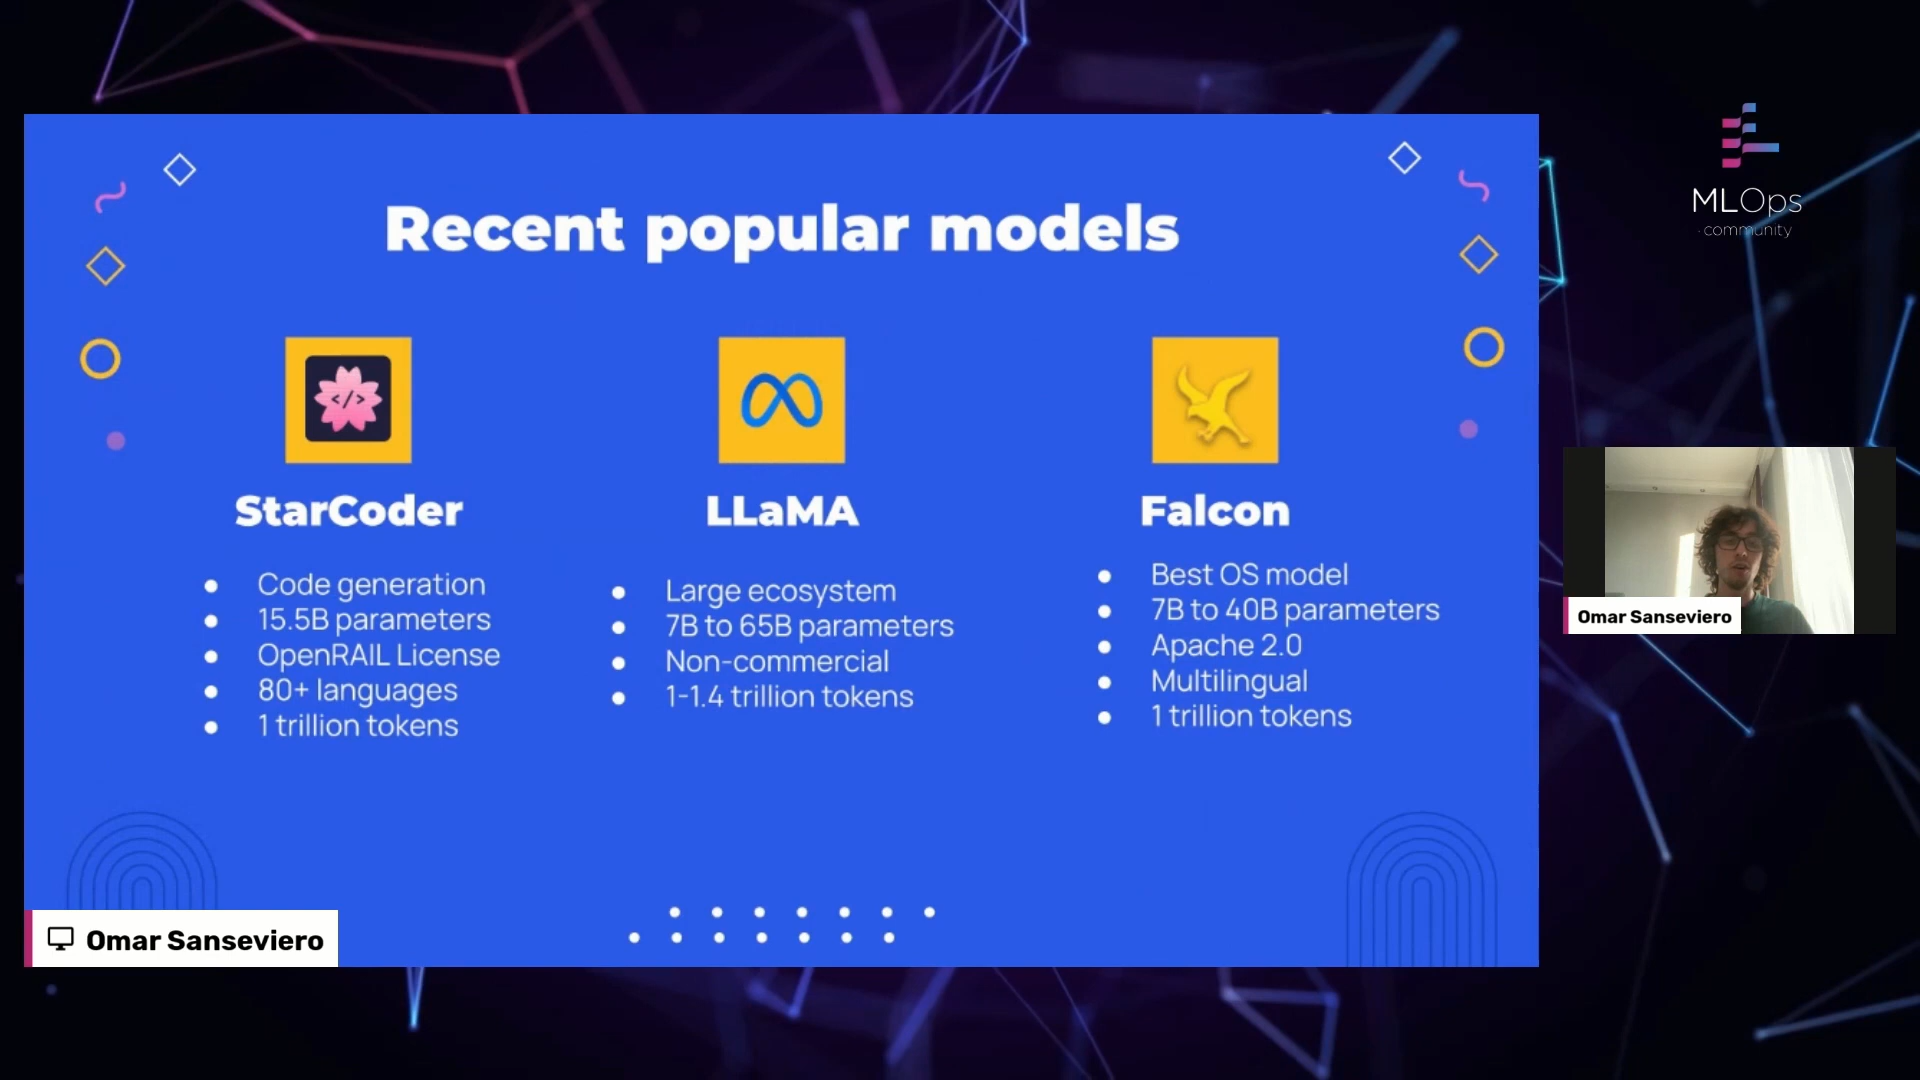 Recent popular models
</>
StarCoder
Code generation
15.5B parameters
OpenRAIL License
80+ languages
1 trillion tokens
LLaMA
Large ecosystem
7B to 65B parameters
Non-commercial
1-1.4 trillion tokens
Falcon
Best OS model
7B to 40B parameters
Apache 2.0
Multilingual
1 trillion tokens
Omar Sanseviero
MLOps
community
Omar Sanseviero